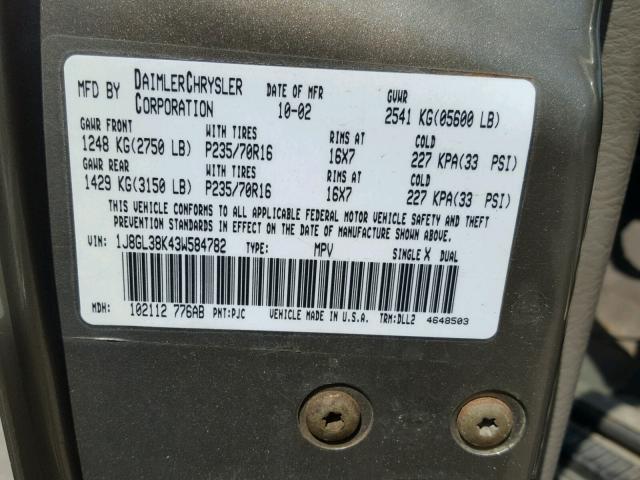 MFD BY DAIMLERCHRYSLER CORPORATION DATE OF MFR 10-02 GVWR 2541 KG(05600 LB)
GAWR FRONT WITH TIRES RIMS AT COLD
1248 KG(2750 LB) P235/70R16 16X7 227 KPA(33 PSI)
GAWR REAR WITH TIRES RIMS AT COLD
1429 KG(3150 LB) P235/70R16 16X7 227 KPA(33 PSI)
THIS VEHICLE CONFORMS TO ALL APPLICABLE FEDERAL MOTOR VEHICLE SAFETY AND THEFT
PREVENTION STANDARDS IN EFFECT ON THE DATE OF MANUFACTURE SHOWN ABOVE.
VIN: 1J8GL38K43W584782 TYPE: MPV SINGLE X DUAL
MDH: 102112 776AB PNT:PJC VEHICLE MADE IN U.S.A. TRM:DLL2 4648503